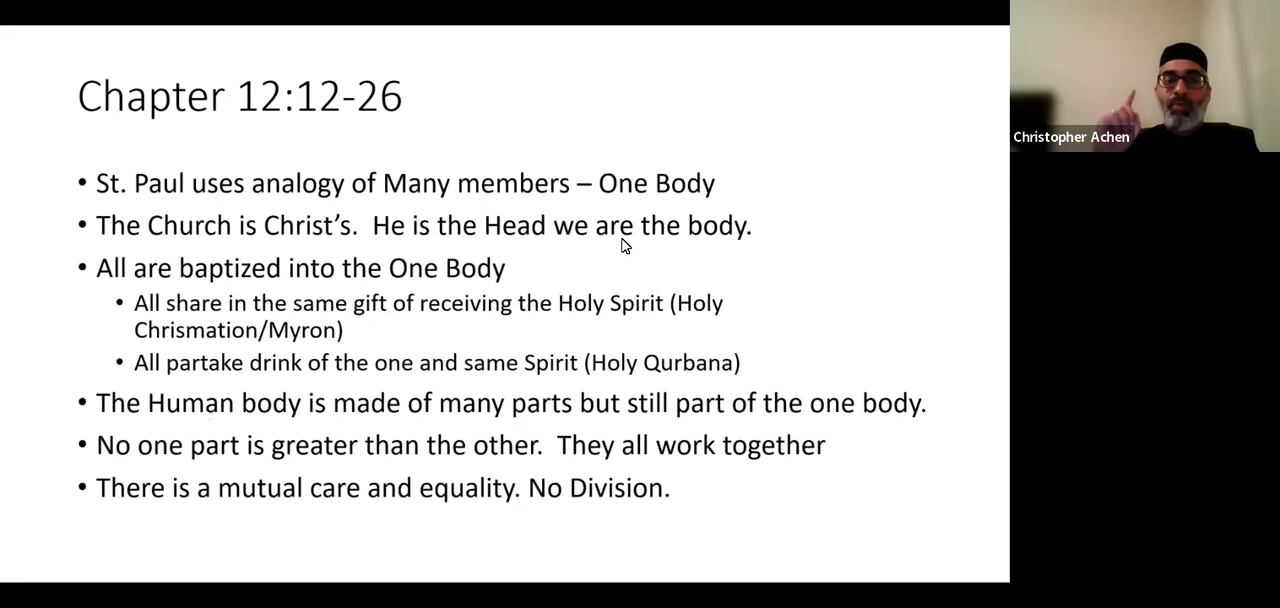 Chapter 12:12-26
• St. Paul uses analogy of Many members – One Body
• The Church is Christ’s.  He is the Head we are the body.
• All are baptized into the One Body
• All share in the same gift of receiving the Holy Spirit (Holy
Chrismation/Myron)
• All partake drink of the one and same Spirit (Holy Qurbana)
• The Human body is made of many parts but still part of the one body.
• No one part is greater than the other.  They all work together
• There is a mutual care and equality. No Division.
Christopher Achen